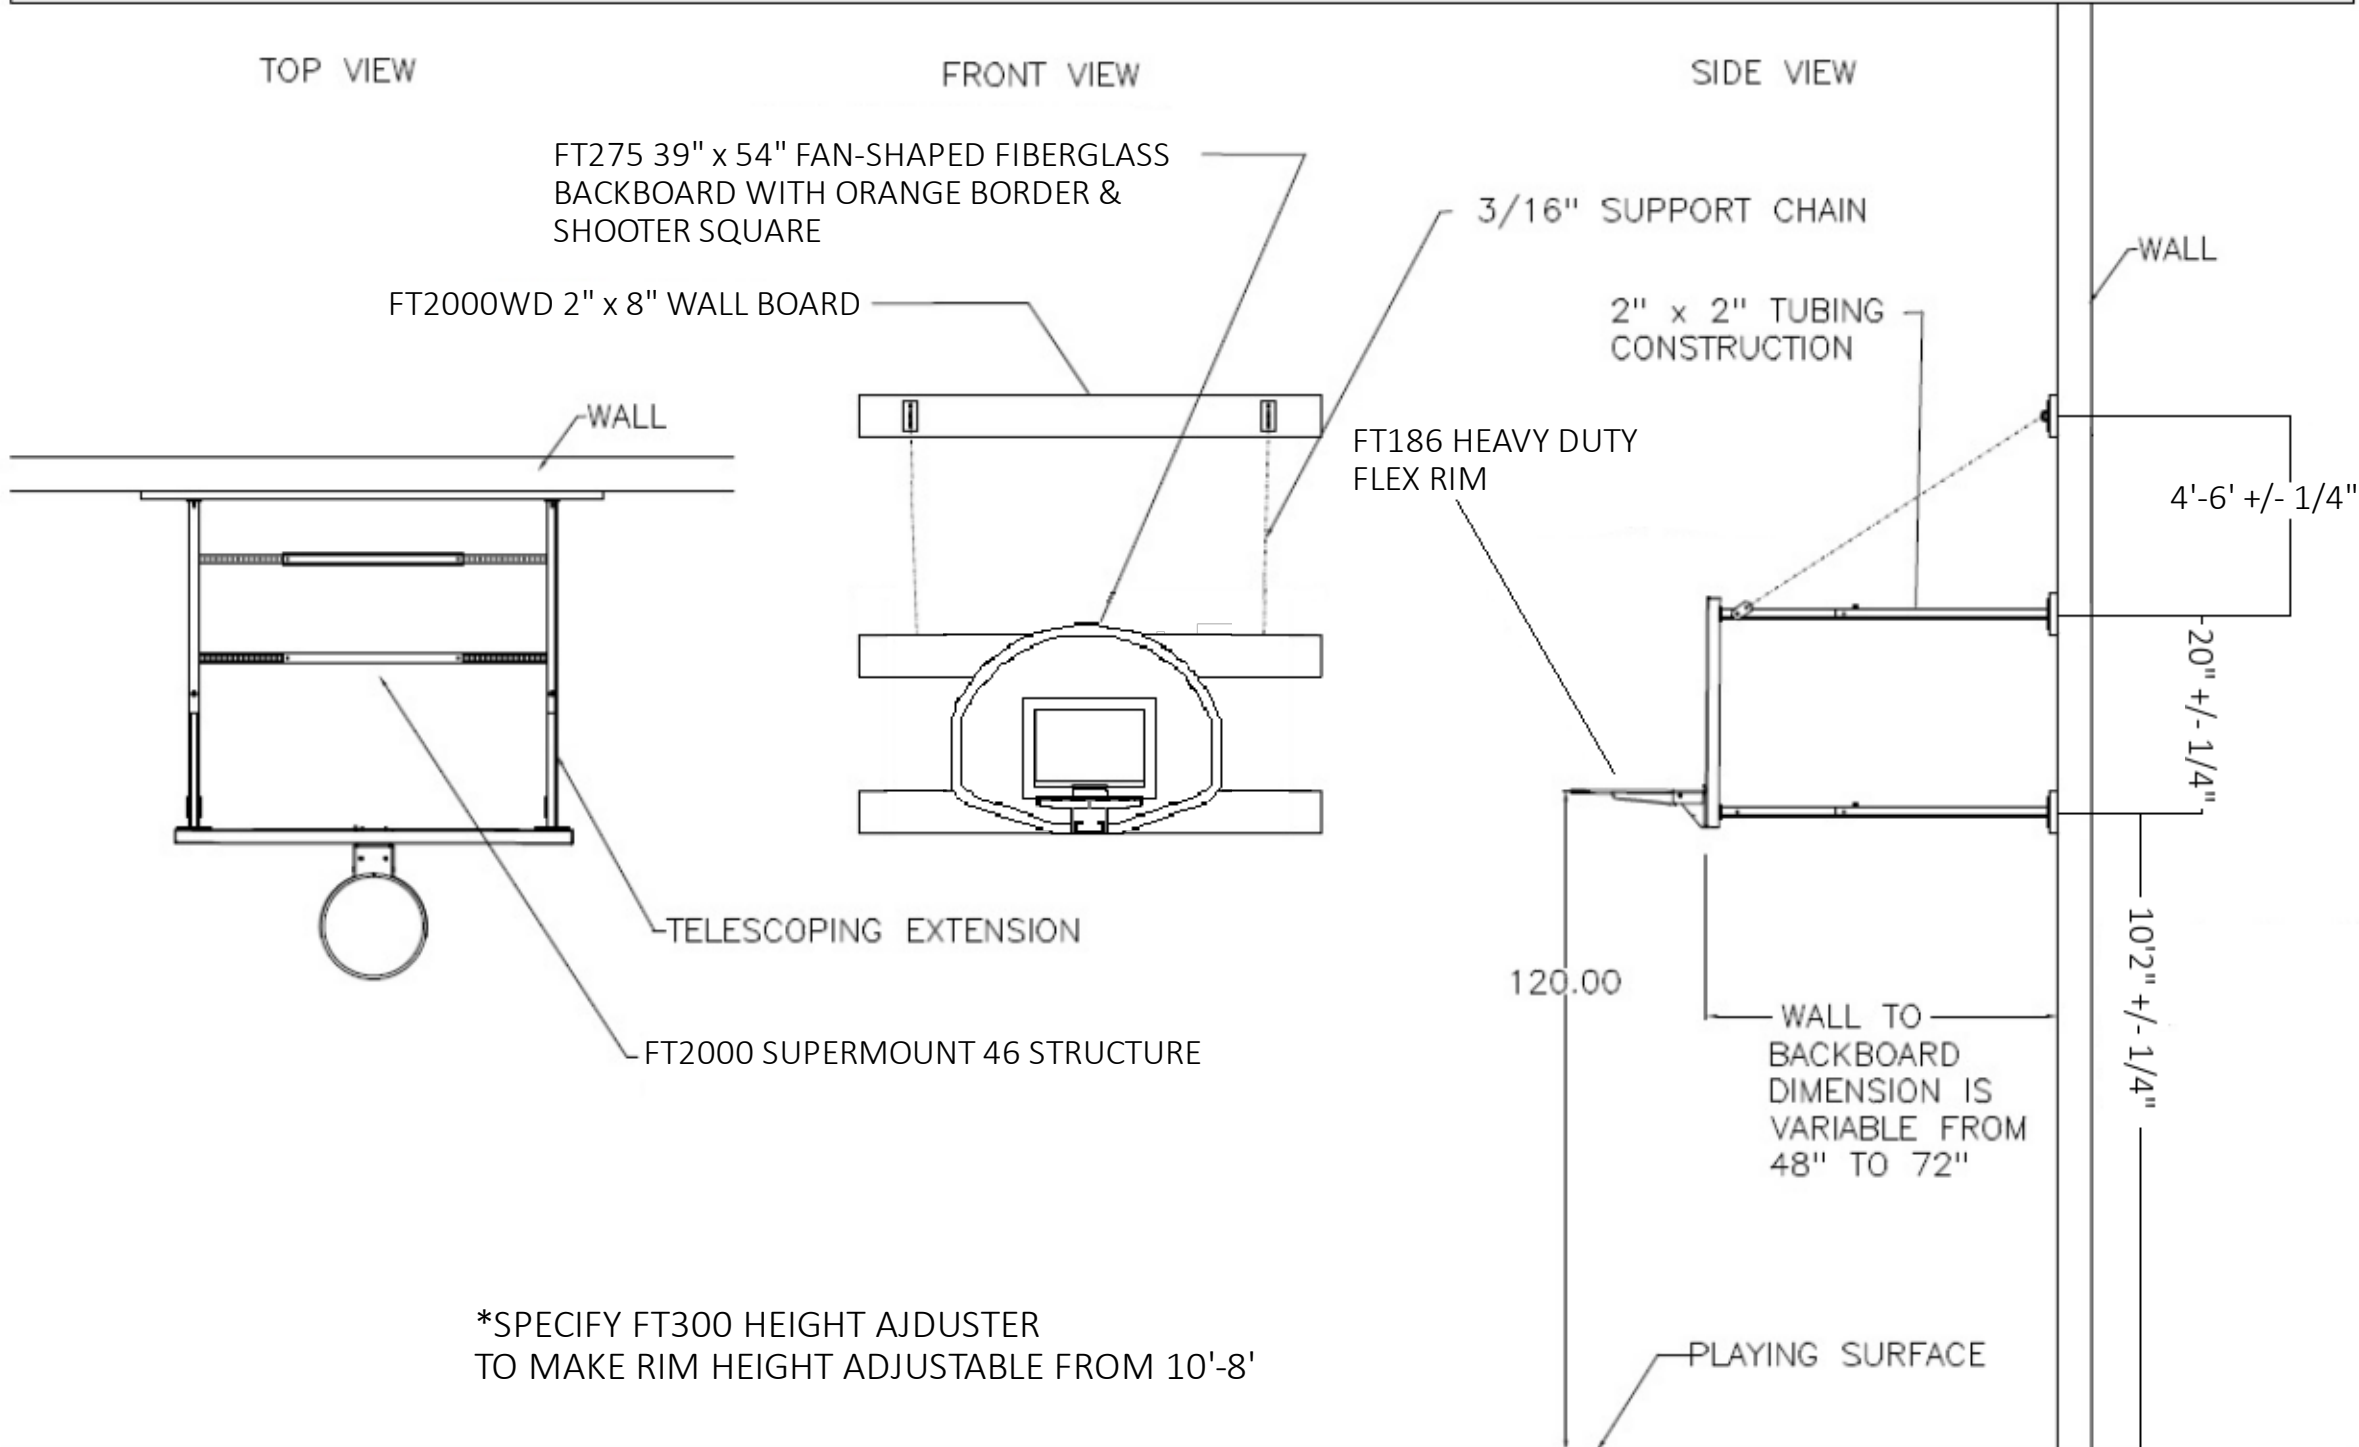 TOP VIEW
FRONT VIEW
SIDE VIEW
FT275 39" x 54" FAN-SHAPED FIBERGLASS
BACKBOARD WITH ORANGE BORDER &
SHOOTER SQUARE
3/16" SUPPORT CHAIN
WALL
FT2000WD 2" x 8" WALL BOARD
2" x 2" TUBING
CONSTRUCTION
WALL
FT186 HEAVY DUTY
FLEX RIM
4'-6' +/- 1/4"
20" +/- 1/4"
TELESCOPING EXTENSION
120.00
10'2" +/- 1/4"
WALL TO
BACKBOARD
DIMENSION IS
VARIABLE FROM
48" TO 72"
FT2000 SUPERMOUNT 46 STRUCTURE
*SPECIFY FT300 HEIGHT AJDUSTER
TO MAKE RIM HEIGHT ADJUSTABLE FROM 10'-8'
PLAYING SURFACE